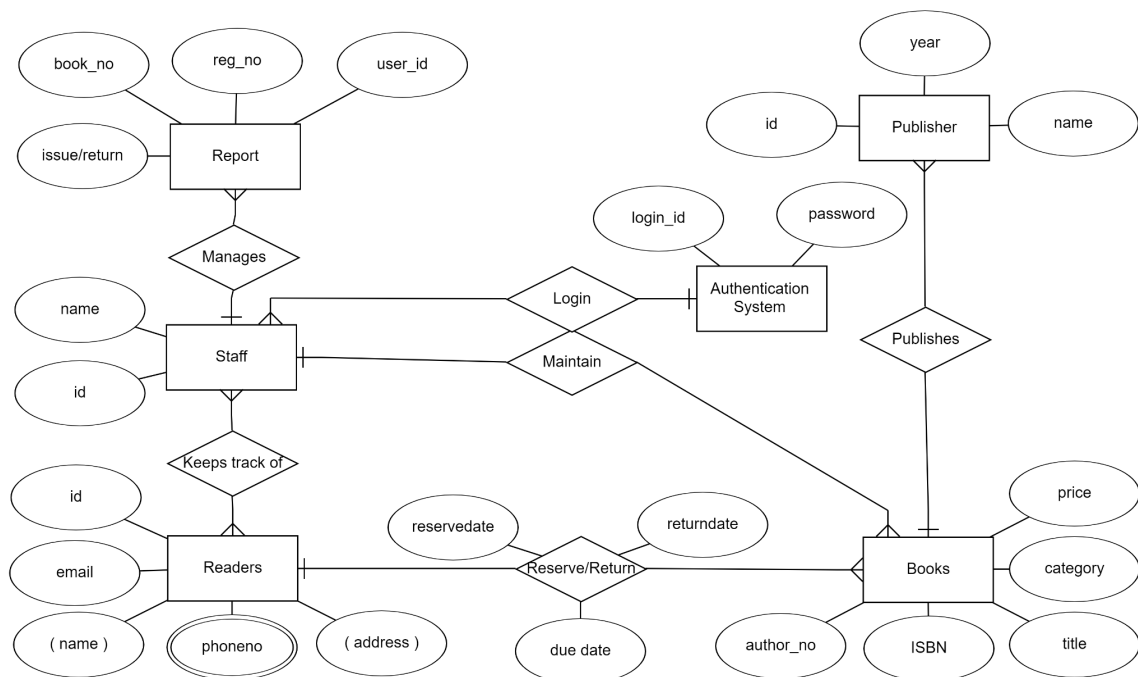 year
book_no
reg_no
user_id
Publisher
id
name
issue/return
Report
login_id
password
Manages
Authentication
System
name
Login
Staff
Maintain
Publishes
id
Keeps track of
id
reservedate
returndate
price
email
Readers
Reserve/Return
Books
category
( name )
phoneno
( address )
due date
author_no
ISBN
title